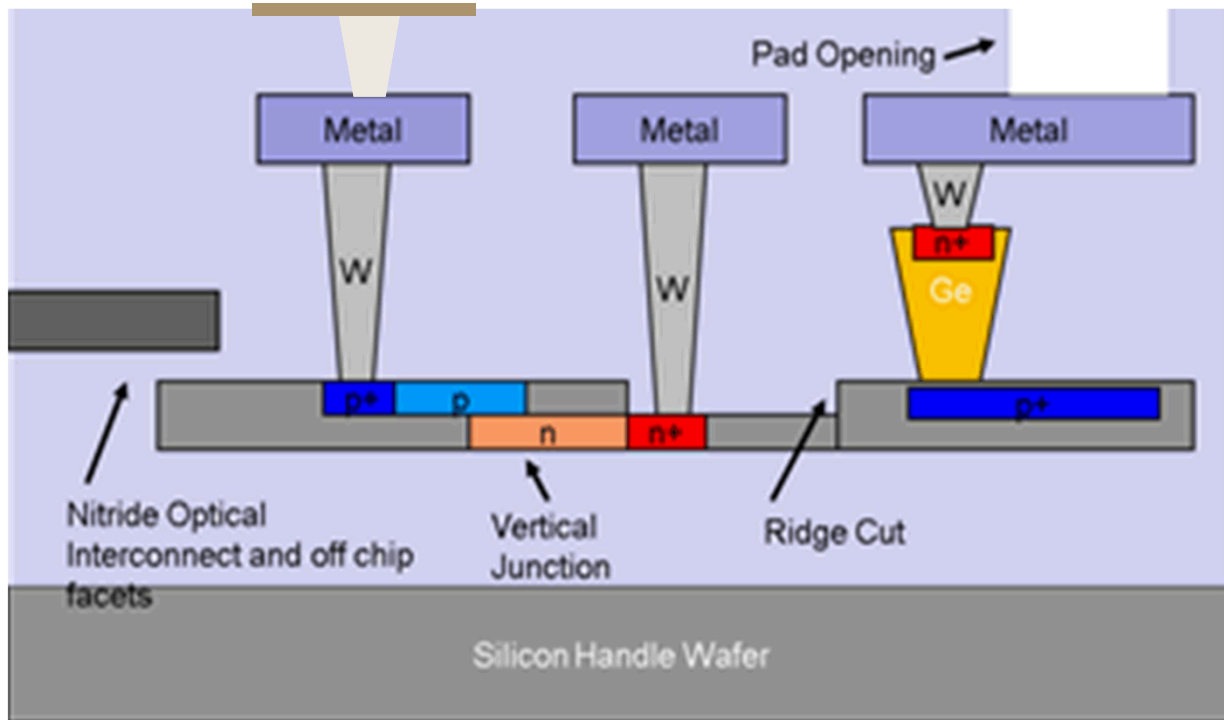 Pad Opening
Metal
Metal
Metal
W
W
W
n+
Ge
p+
p
n
n+
p+
Nitride Optical
Interconnect and off chip
facets
Vertical
Junction
Ridge Cut
Silicon Handle Wafer